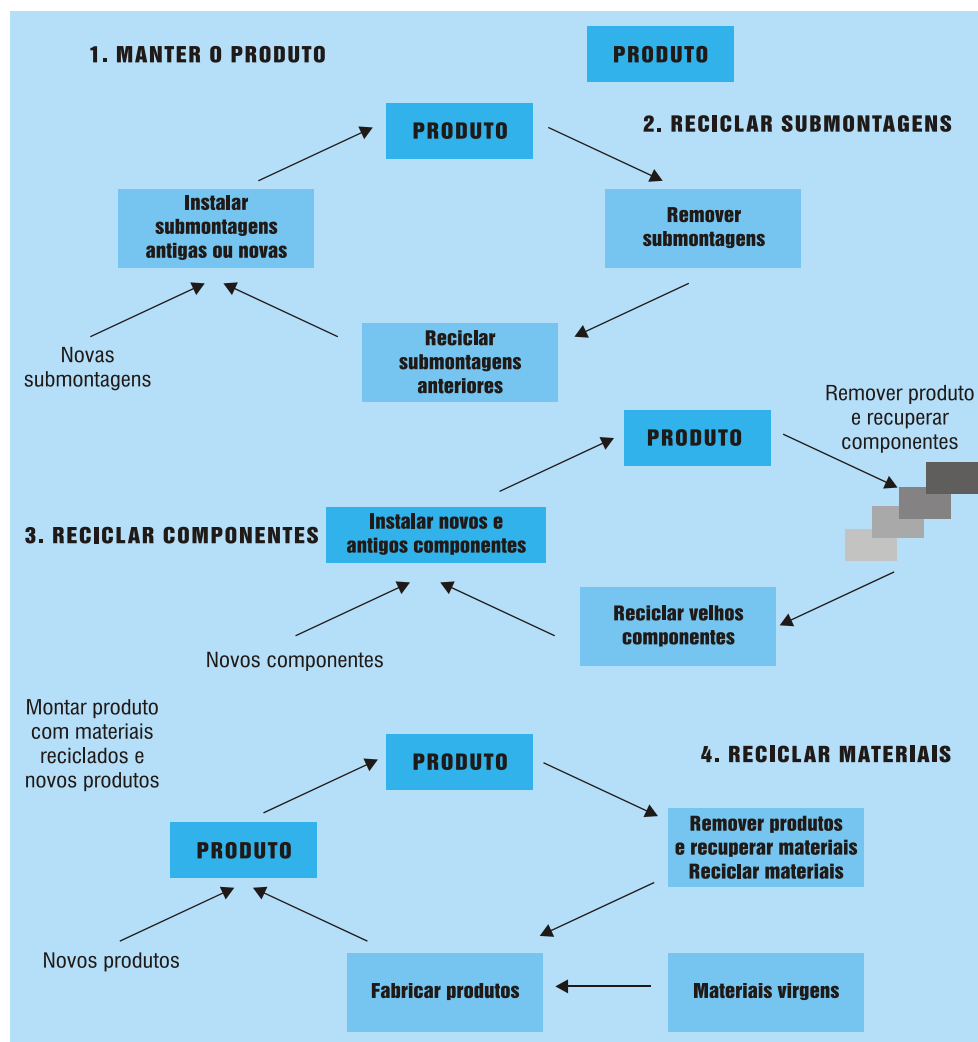 1. MANTER O PRODUTO
PRODUTO
2. RECICLAR SUBMONTAGENS
PRODUTO
Instalar
submontagens
antigas ou novas
Remover
submontagens
Novas
submontagens
Reciclar
submontagens
anteriores
Remover produto
e recuperar
componentes
PRODUTO
3. RECICLAR COMPONENTES
Instalar novos e
antigos componentes
Reciclar velhos
componentes
Novos componentes
Montar produto
com materiais
reciclados e
novos produtos
4. RECICLAR MATERIAIS
PRODUTO
Remover produtos
e recuperar materiais
Reciclar materiais
PRODUTO
Novos produtos
Fabricar produtos
Materiais virgens